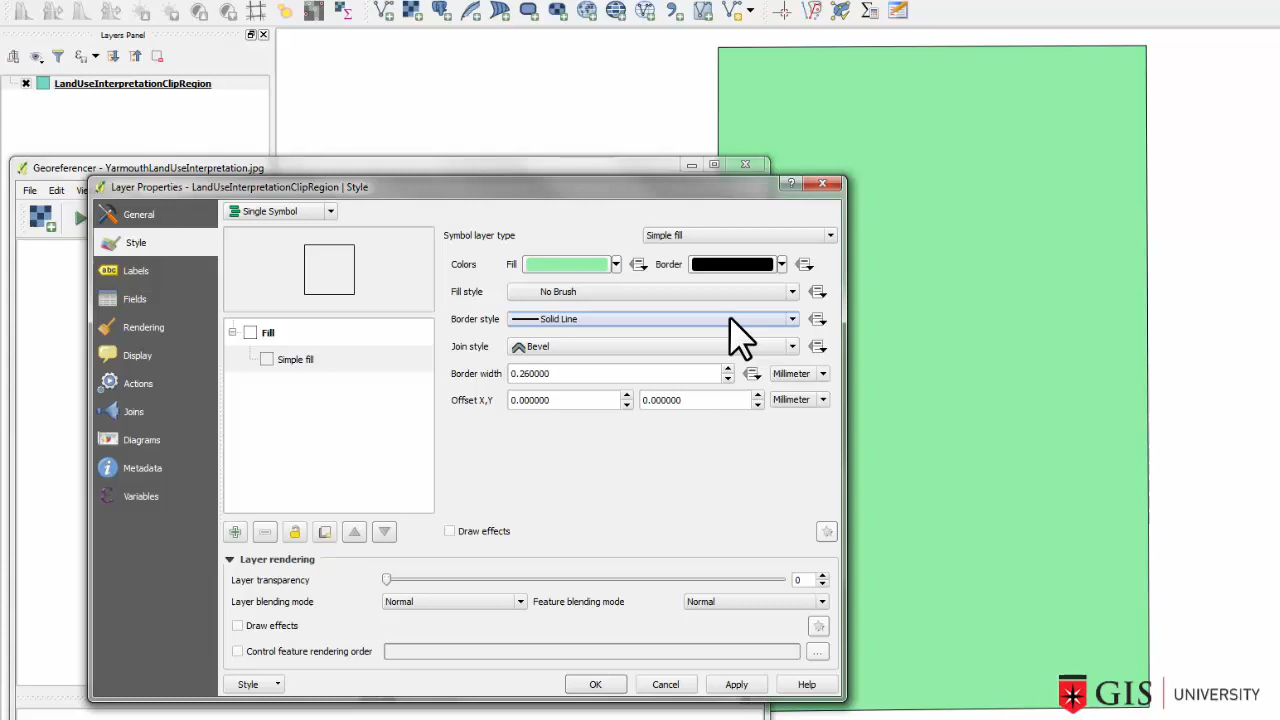 Layers Panel
LandUseInterpretationClipRegion
Georeferencer - YarmouthLandUseInterpretation.jpg
File Edit
Layer Properties - LandUseInterpretationClipRegion | Style
General
Style
Labels
Fields
Rendering
Display
Actions
Joins
Diagrams
Metadata
Variables
Single Symbol
Fill
Simple fill
Symbol layer type Simple fill
Colors Fill Border
Fill style No Brush
Border style Solid Line
Join style Bevel
Border width 0.260000 Millimeter
Offset X,Y 0.000000 0.000000 Millimeter
Draw effects
Layer rendering
Layer transparency 0
Layer blending mode Normal Feature blending mode Normal
Draw effects
Control feature rendering order ...
Style OK Cancel Apply Help
GIS UNIVERSITY